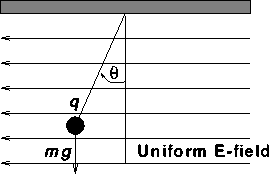 θ
q
mg Uniform E-field